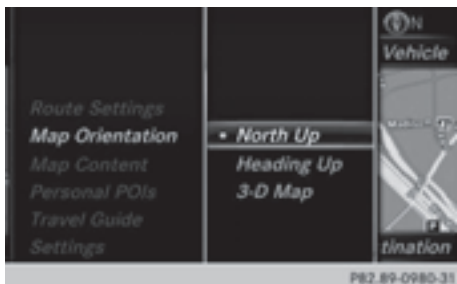 N
Vehicle
Route Settings
Map Orientation
• North Up
Map Content
Heading Up
Personal POIs
3-D Map
Travel Guide
Settings
tination
P82.89-0980-31